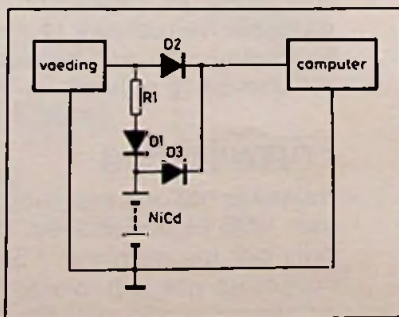 D2
voeding
computer
R1
D1
D3
NiCd